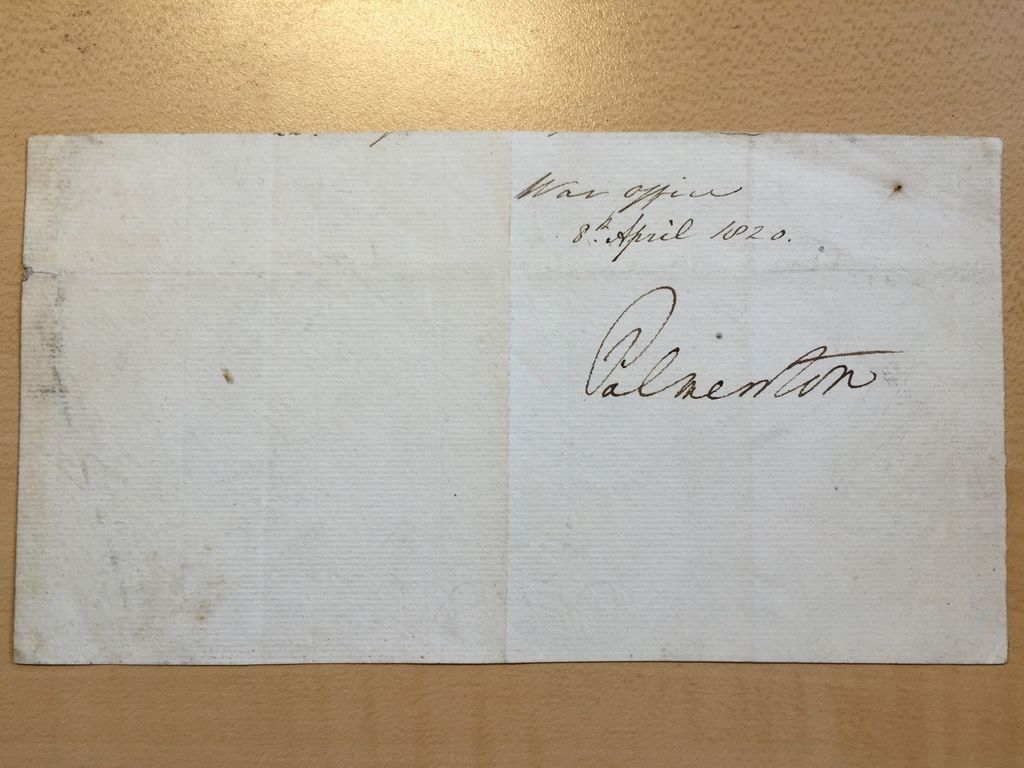 War Office
8th April 1820.
Palmerston